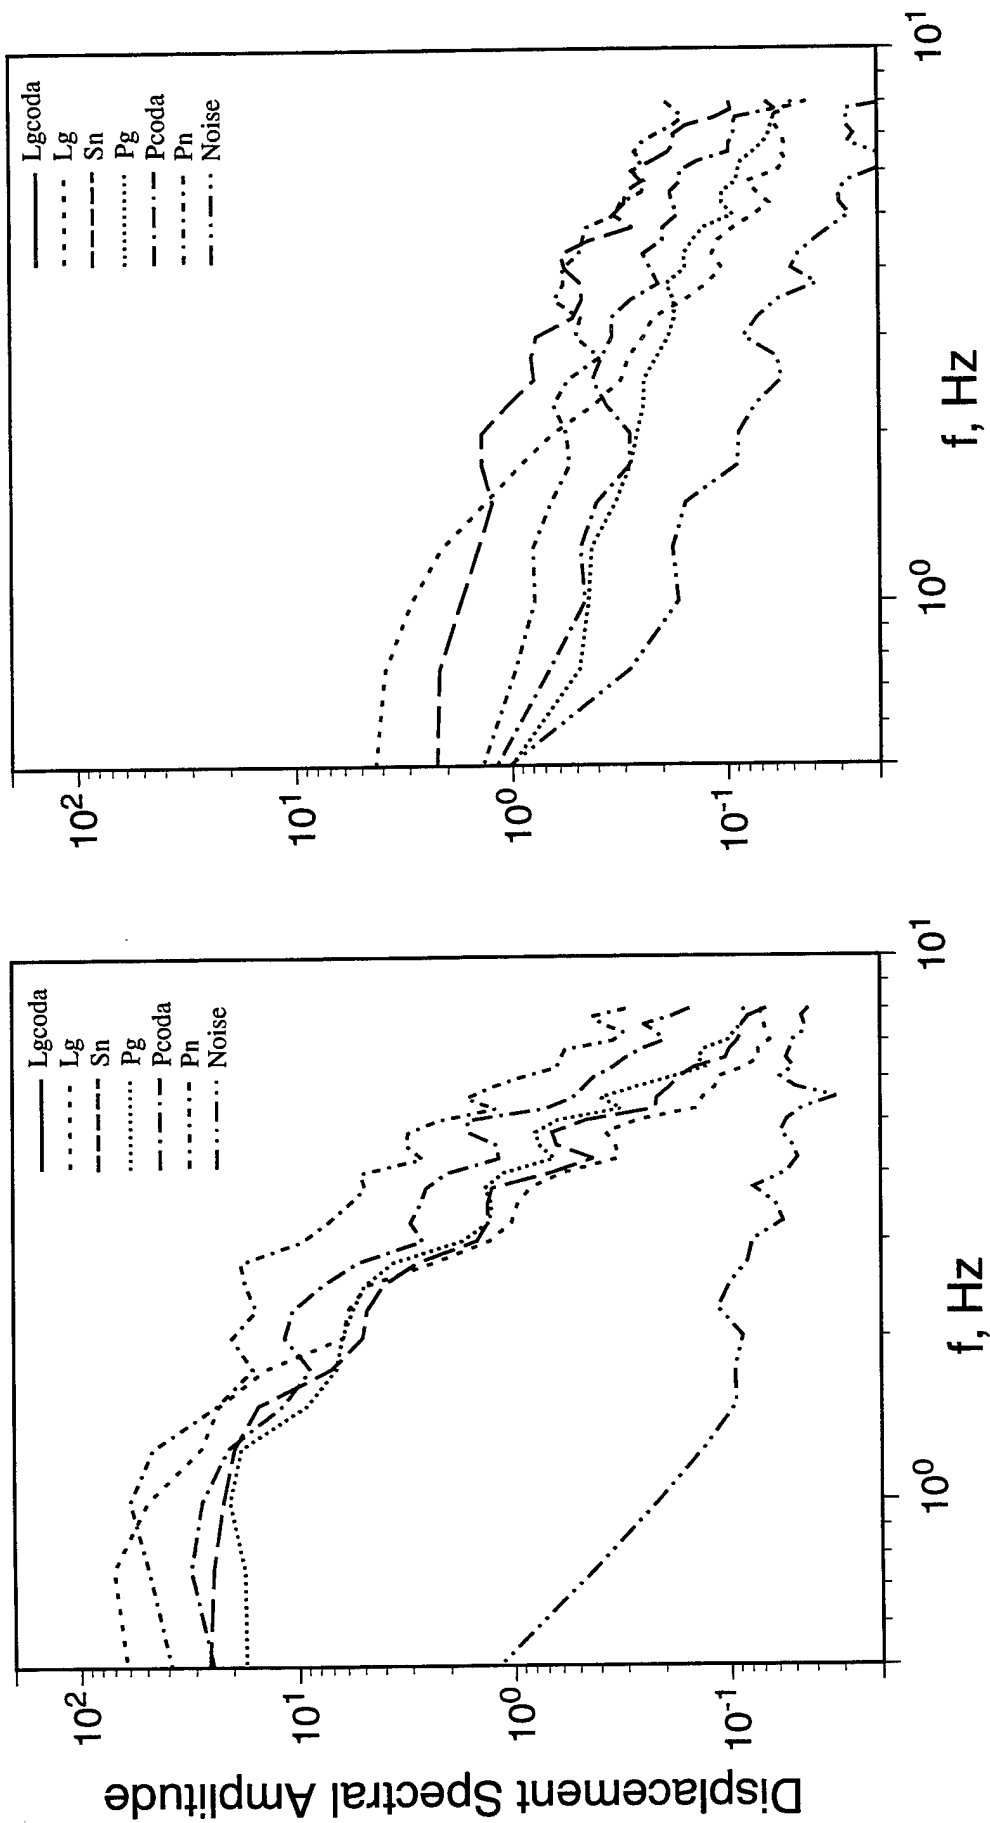 Displacement Spectral Amplitude
10²
10¹
10⁰
10⁻¹
Lgcoda
Lg
Sn
Pg
Pcoda
Pn
Noise
10⁰
10¹
f, Hz
10²
10¹
10⁰
10⁻¹
Lgcoda
Lg
Sn
Pg
Pcoda
Pn
Noise
10⁰
10¹
f, Hz